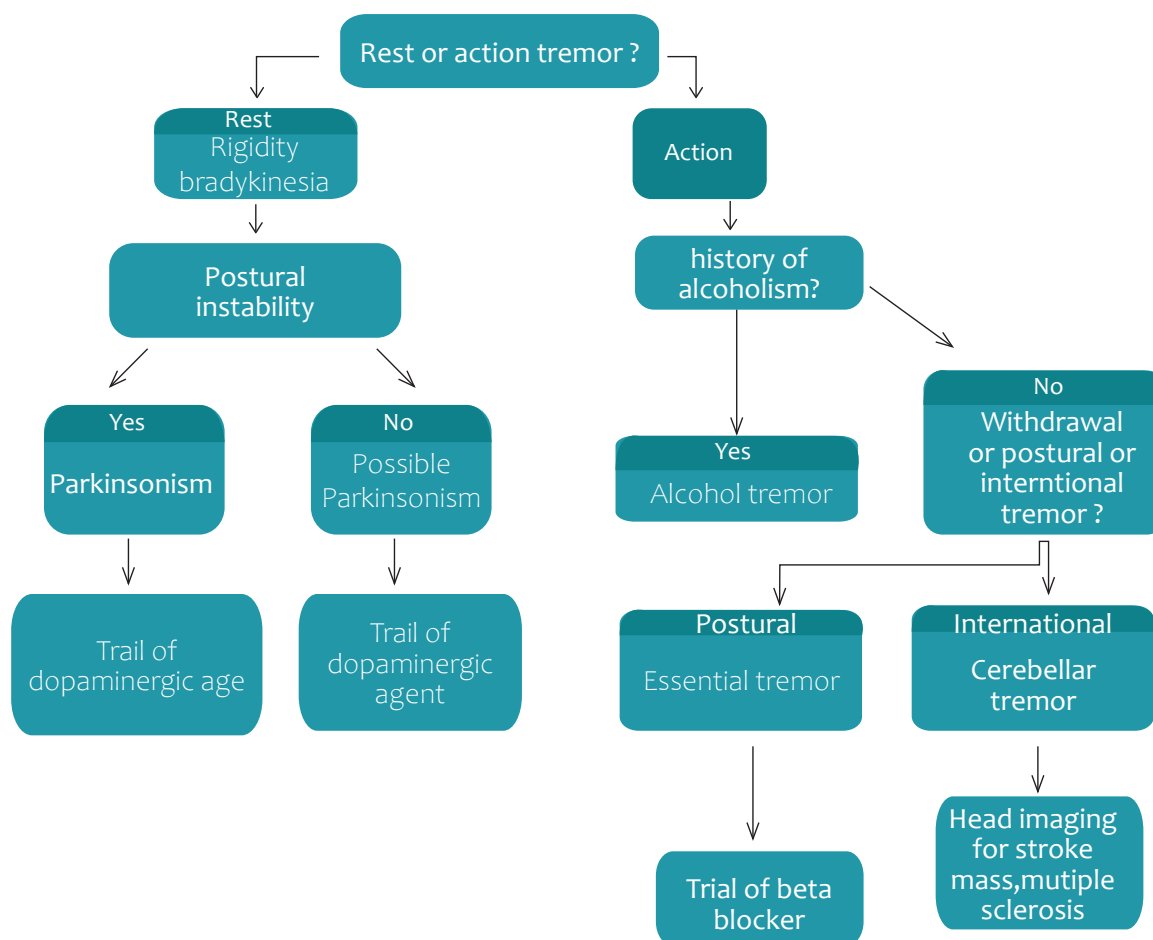 Rest or action tremor ?
Rest
Rigidity
bradykinesia
Action
Postural
instability
history of
alcoholism?
Yes
Parkinsonism
No
Possible
Parkinsonism
Yes
Alcohol tremor
No
Withdrawal
or postural or
interntional
tremor ?
Trail of
dopaminergic age
Trail of
dopaminergic
agent
Postural
Essential tremor
International
Cerebellar
tremor
Trial of beta
blocker
Head imaging
for stroke
mass,mutiple
sclerosis